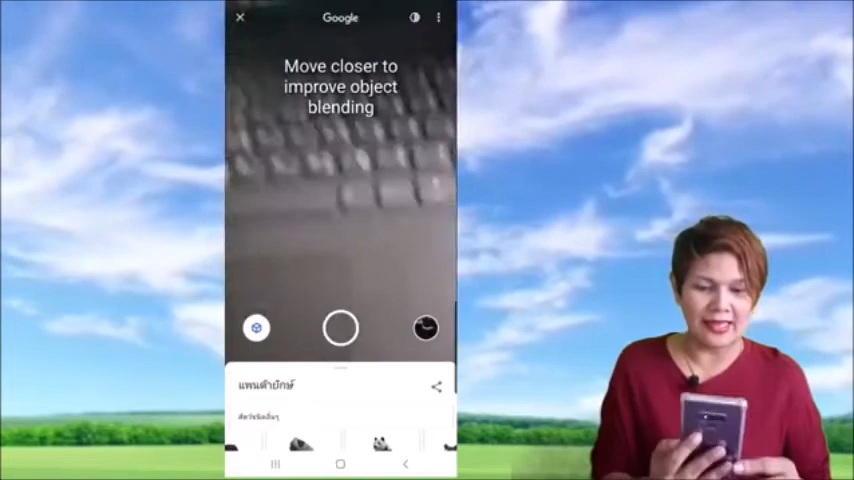 Google
Move closer to
improve object
blending
แพนด้ายักษ์
สัตว์ชนิดอื่นๆ